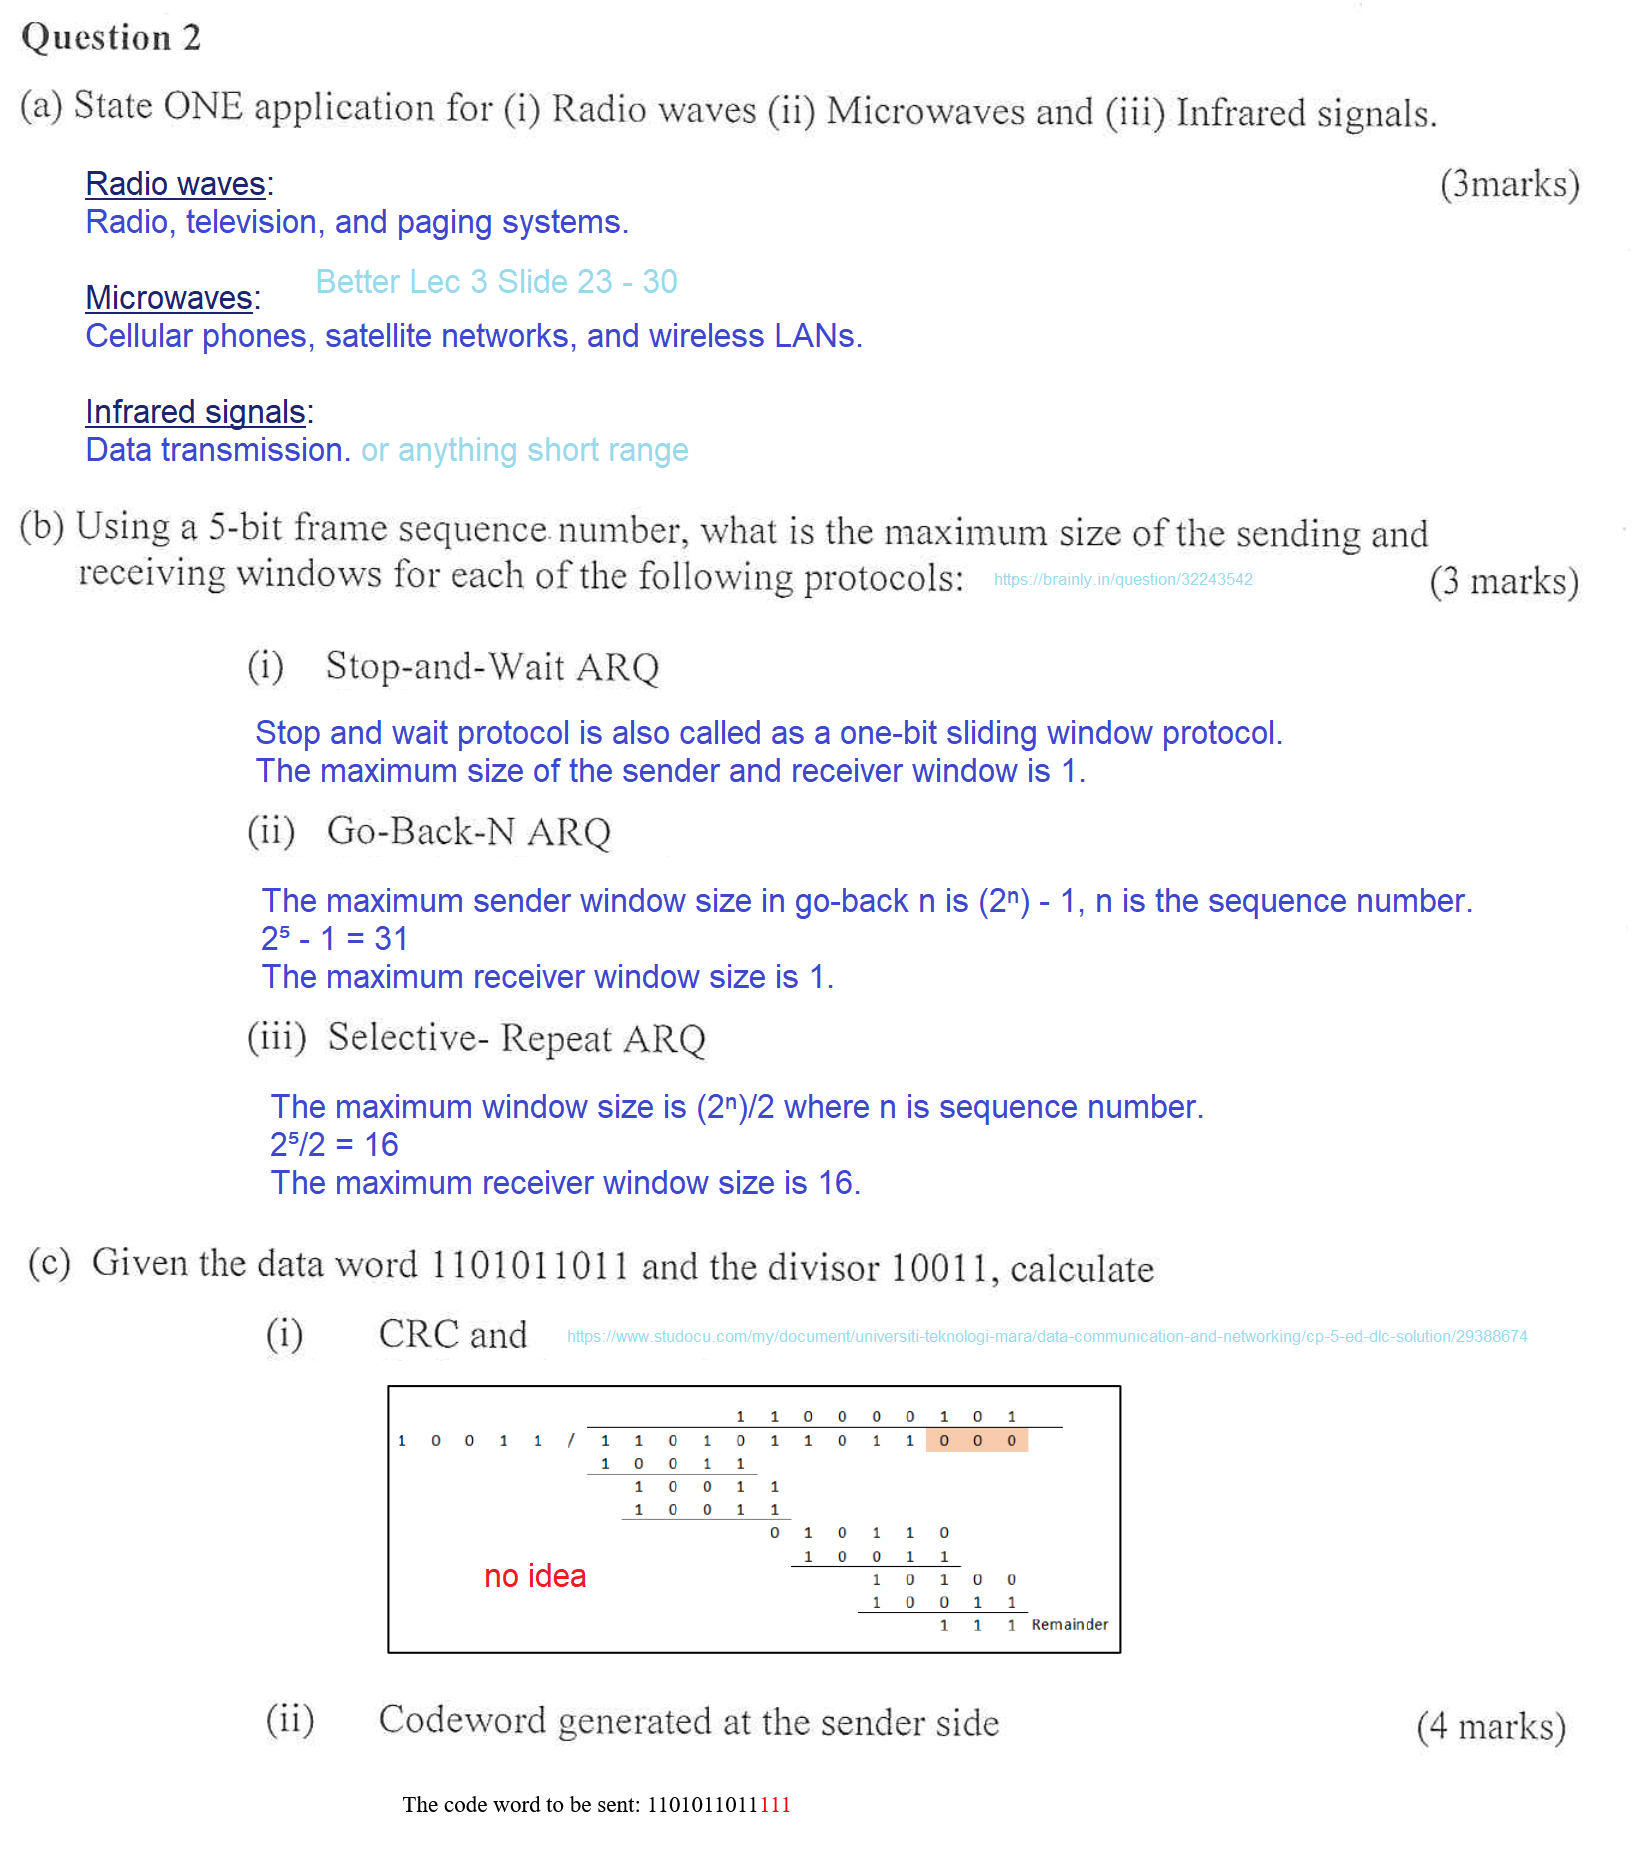 Question 2
(a) State ONE application for (i) Radio waves (ii) Microwaves and (iii) Infrared signals.
(3marks)
Radio waves:
Radio, television, and paging systems.
Better Lec 3 Slide 23 - 30
Microwaves:
Cellular phones, satellite networks, and wireless LANs.
Infrared signals:
Data transmission. or anything short range
(b) Using a 5-bit frame sequence number, what is the maximum size of the sending and
receiving windows for each of the following protocols: https://brainly.in/question/32243542 (3 marks)
(i) Stop-and-Wait ARQ
Stop and wait protocol is also called as a one-bit sliding window protocol.
The maximum size of the sender and receiver window is 1.
(ii) Go-Back-N ARQ
The maximum sender window size in go-back n is (2ⁿ) - 1, n is the sequence number.
2⁵ - 1 = 31
The maximum receiver window size is 1.
(iii) Selective- Repeat ARQ
The maximum window size is (2ⁿ)/2 where n is sequence number.
2⁵/2 = 16
The maximum receiver window size is 16.
(c) Given the data word 1101011011 and the divisor 10011, calculate
(i) CRC and https://www.studocu.com/my/document/universiti-teknologi-mara/data-communication-and-networking/cp-5-ed-dlc-solution/29388674
1 1 0 0 0 0 1 0 1
1 0 0 1 1 / 1 1 0 1 0 1 1 0 1 1 0 0 0
1 0 0 1 1
1 0 0 1 1
1 0 0 1 1
0 1 0 1 1 0
1 0 0 1 1
no idea
1 0 1 0 0
1 0 0 1 1
1 1 1 Remainder
(ii) Codeword generated at the sender side (4 marks)
The code word to be sent: 1101011011111